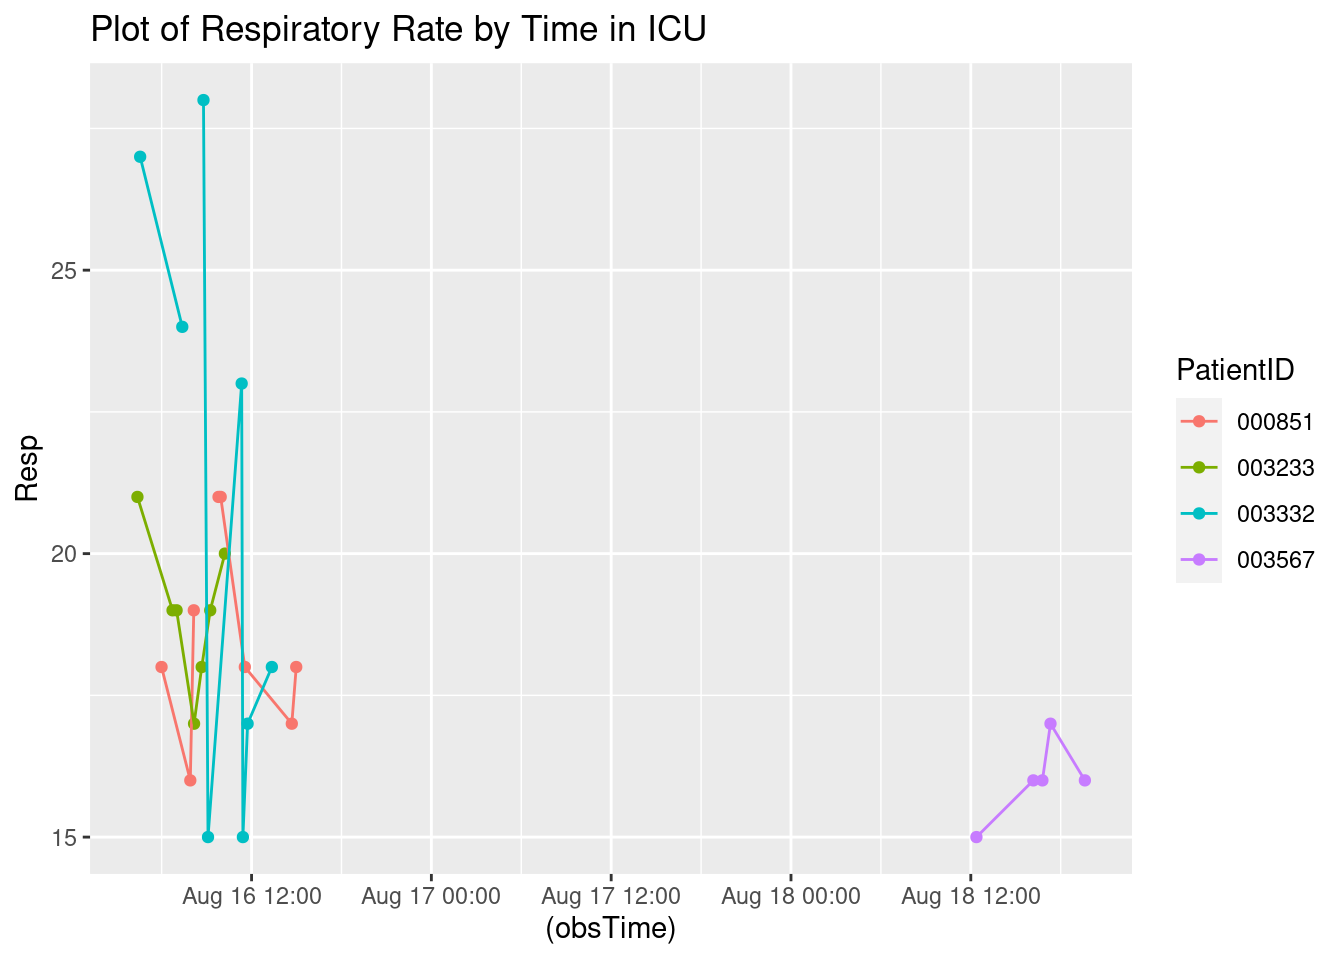 Plot of Respiratory Rate by Time in ICU
Resp
25
20
15
Aug 16 12:00 Aug 17 00:00 Aug 17 12:00 Aug 18 00:00 Aug 18 12:00
(obsTime)
PatientID
000851
003233
003332
003567